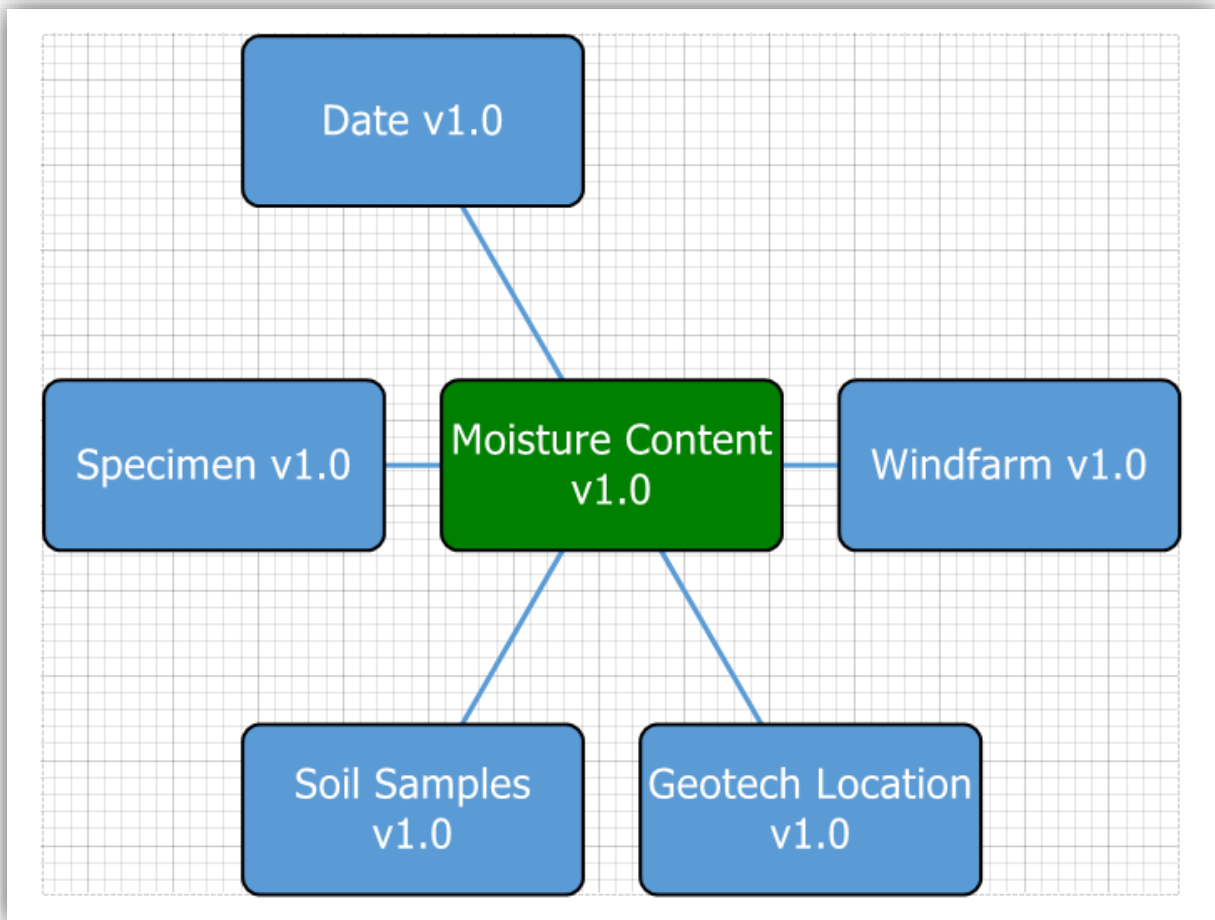 Date v1.0
Specimen v1.0
Moisture Content
v1.0
Windfarm v1.0
Soil Samples
v1.0
Geotech Location
v1.0